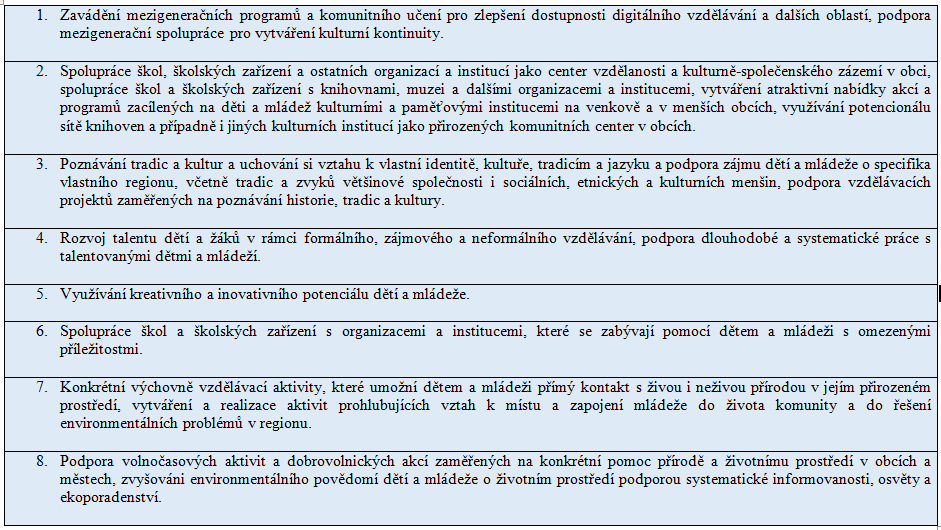 1. Zavádění mezigeneračních programů a komunitního učení pro zlepšení dostupnosti digitálního vzdělávání a dalších oblastí, podpora
mezigenerační spolupráce pro vytváření kulturní kontinuity.
2. Spolupráce škol, školských zařízení a ostatních organizací a institucí jako center vzdělanosti a kulturně-společenského zázemí v obci,
spolupráce škol a školských zařízení s knihovnami, muzei a dalšími organizacemi a institucemi, vytváření atraktivní nabídky akcí a
programů zacílených na děti a mládež kulturními a paměťovými institucemi na venkově a v menších obcích, využívání potencionálu
sítě knihoven a případně i jiných kulturních institucí jako přirozených komunitních center v obcích.
3. Poznávání tradic a kultur a uchování si vztahu k vlastní identitě, kultuře, tradicím a jazyku a podpora zájmu dětí a mládeže o specifika
vlastního regionu, včetně tradic a zvyků většinové společnosti i sociálních, etnických a kulturních menšin, podpora vzdělávacích
projektů zaměřených na poznávání historie, tradic a kultury.
4. Rozvoj talentu dětí a žáků v rámci formálního, zájmového a neformálního vzdělávání, podpora dlouhodobé a systematické práce s
talentovanými dětmi a mládeží.
5. Využívání kreativního a inovativního potenciálu dětí a mládeže.
6. Spolupráce škol a školských zařízení s organizacemi a institucemi, které se zabývají pomocí dětem a mládeži s omezenými
příležitostmi.
7. Konkrétní výchovně vzdělávací aktivity, které umožní dětem a mládeži přímý kontakt s živou i neživou přírodou v jejím přirozeném
prostředí, vytváření a realizace aktivit prohlubujících vztah k místu a zapojení mládeže do života komunity a do řešení
environmentálních problémů v regionu.
8. Podpora volnočasových aktivit a dobrovolnických akcí zaměřených na konkrétní pomoc přírodě a životnímu prostředí v obcích a
městech, zvyšováni environmentálního povědomí dětí a mládeže o životním prostředí podporou systematické informovanosti, osvěty a
ekoporadenství.